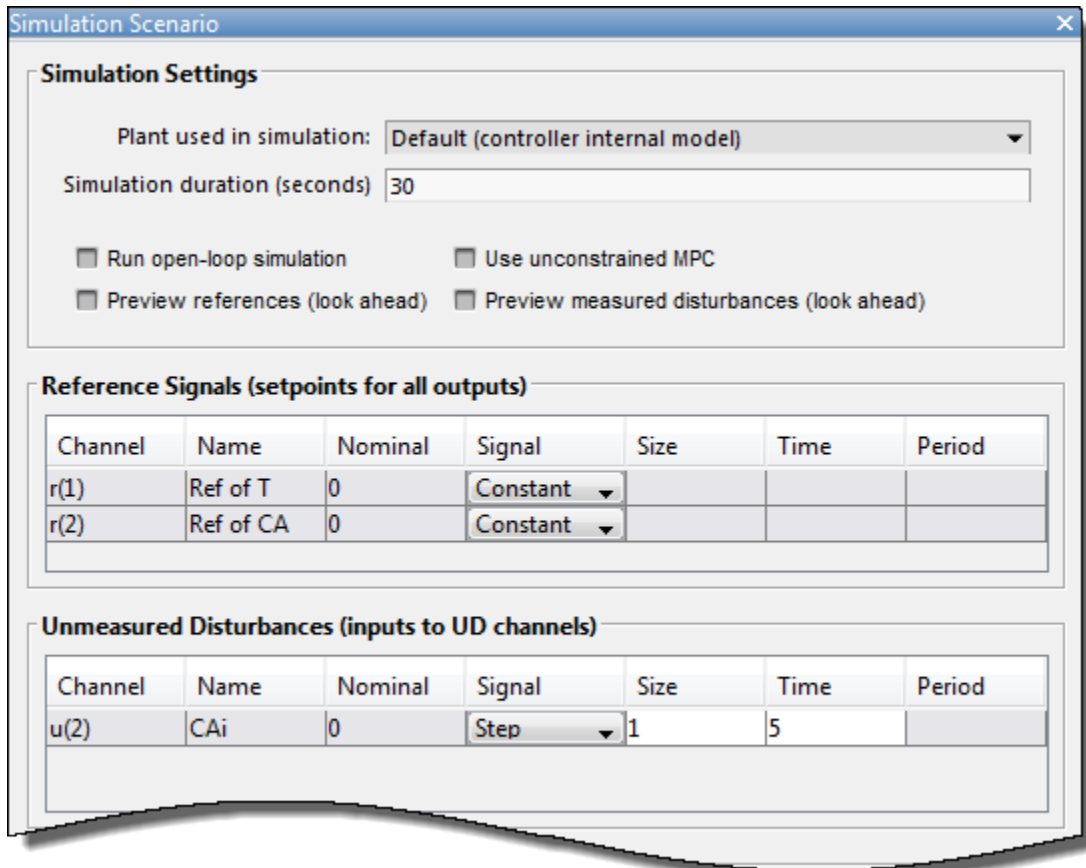 Simulation Scenario
Simulation Settings
Plant used in simulation: Default (controller internal model)
Simulation duration (seconds) 30
Run open-loop simulation Use unconstrained MPC
Preview references (look ahead) Preview measured disturbances (look ahead)
Reference Signals (setpoints for all outputs)
Channel Name Nominal Signal Size Time Period
r(1) Ref of T 0 Constant
r(2) Ref of CA 0 Constant
Unmeasured Disturbances (inputs to UD channels)
Channel Name Nominal Signal Size Time Period
u(2) CAi 0 Step 1 5